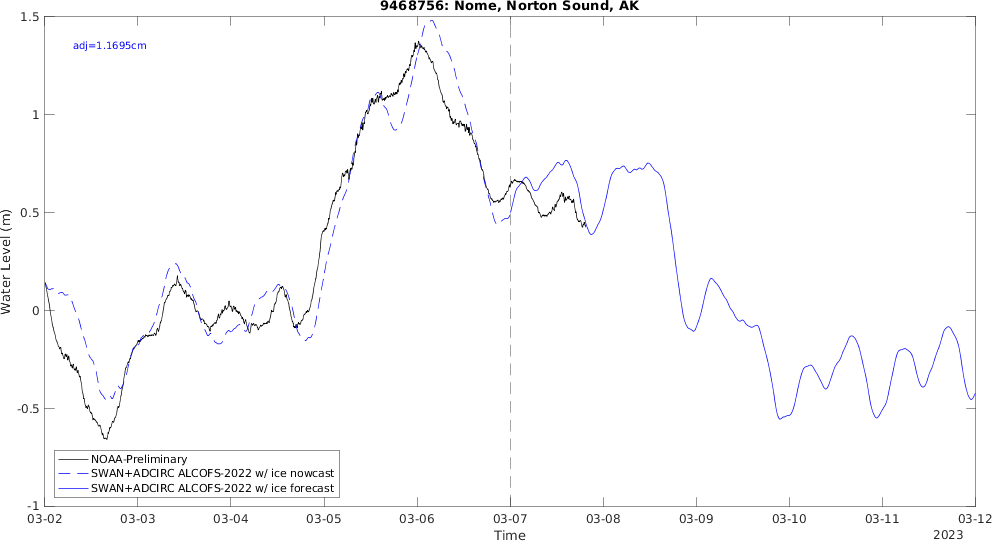 9468756: Nome, Norton Sound, AK
adj=1.1695cm
1.5
1
0.5
0
-0.5
-1
Water Level (m)
NOAA-Preliminary
SWAN+ADCIRC ALCOFS-2022 w/ ice nowcast
SWAN+ADCIRC ALCOFS-2022 w/ ice forecast
03-02 03-03 03-04 03-05 03-06 03-07 03-08 03-09 03-10 03-11 03-12
Time
2023